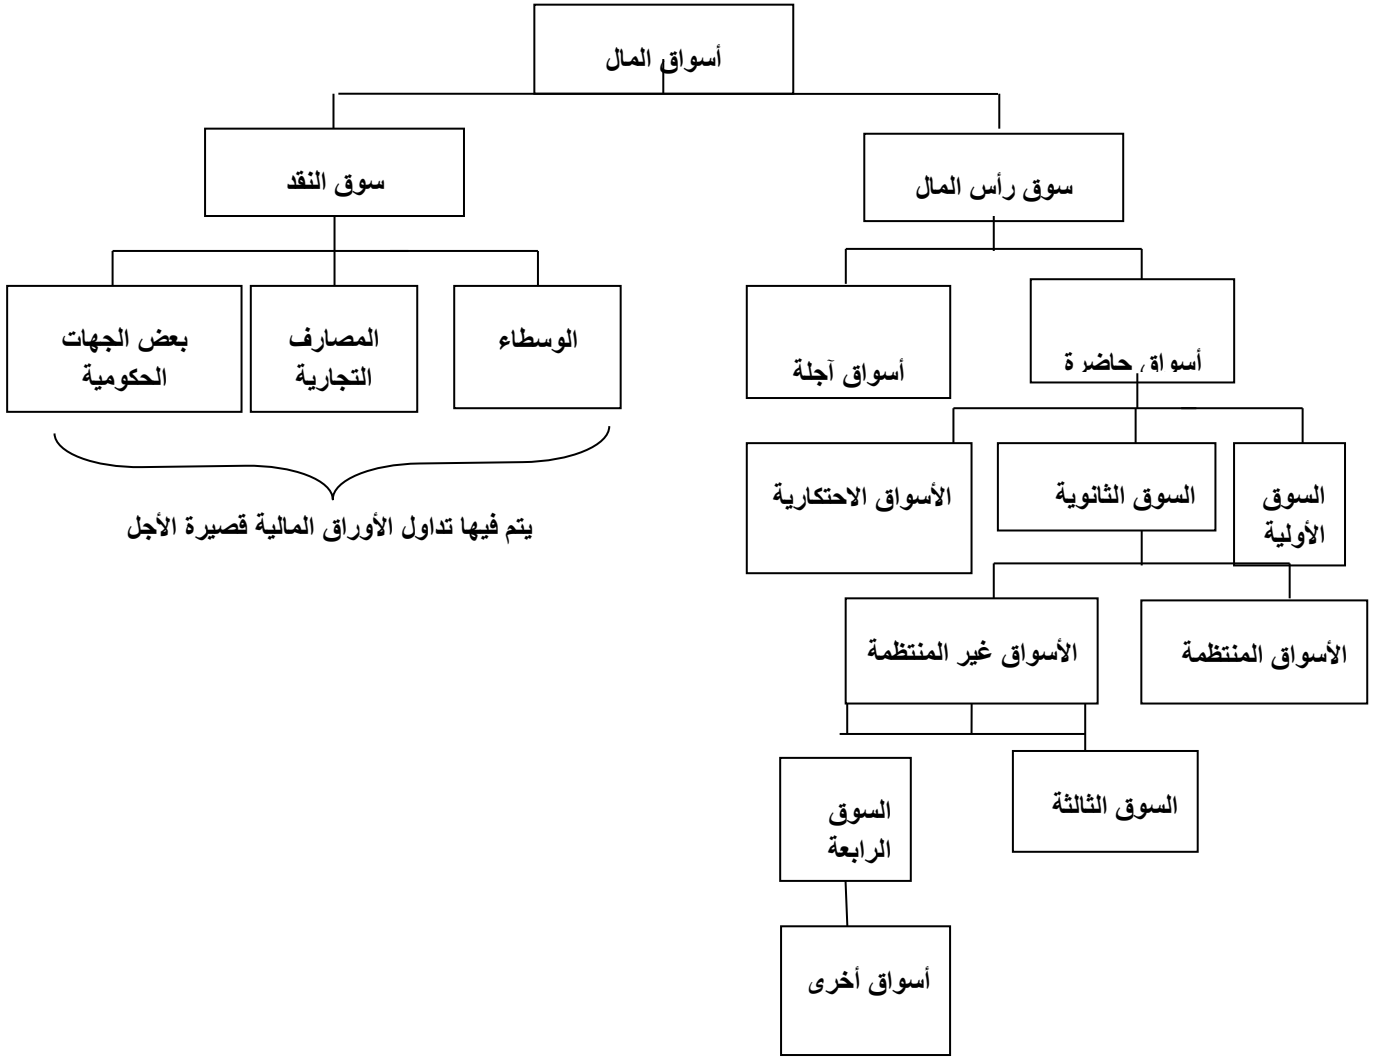 أسواق المال
سوق رأس المال
سوق النقد
أسواق حاضرة
أسواق آجلة
الوسطاء
المصارف
التجارية
بعض الجهات
الحكومية
السوق
الأولية
السوق الثانوية
الأسواق الاحتكارية
يتم فيها تداول الأوراق المالية قصيرة الأجل
الأسواق المنتظمة
الأسواق غير المنتظمة
السوق الثالثة
السوق
الرابعة
أسواق أخرى